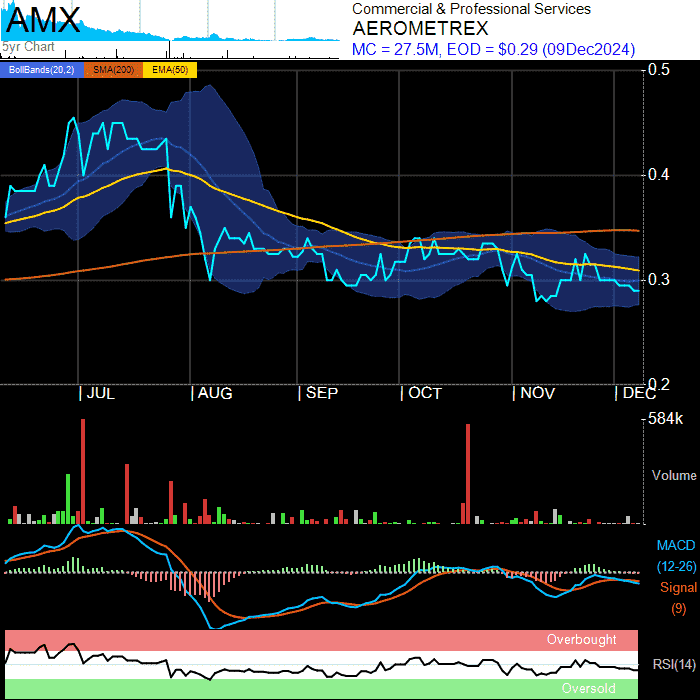 AMX
5yr Chart
Commercial & Professional Services
AEROMETREX
MC = 27.5M, EOD = $0.29 (09Dec2024)
BollBands(20,2) SMA(200) EMA(50)
0.5
0.4
0.3
0.2
JUL AUG SEP OCT NOV DEC
584k
Volume
MACD
(12-26)
Signal
(9)
Overbought
RSI(14)
Oversold